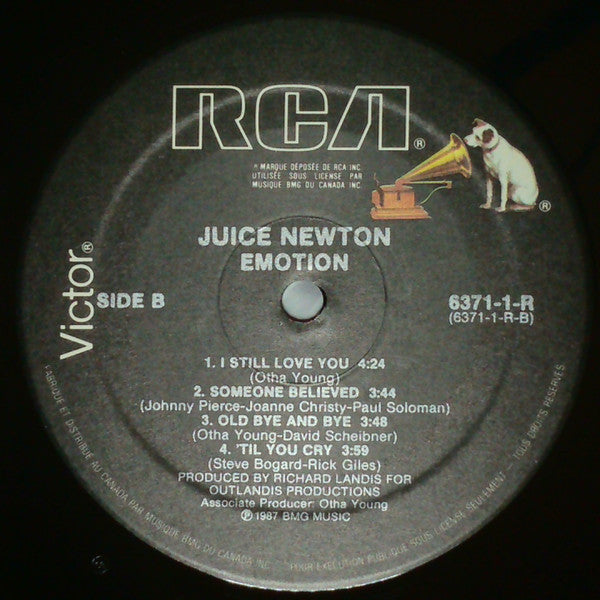 RCA®
® MARQUE DÉPOSÉE DE RCA INC.
UTILISÉE SOUS LICENSE PAR
MUSIQUE BMG DU CANADA INC.
®
Victor®
JUICE NEWTON
EMOTION
SIDE B
6371-1-R
(6371-1-R-B)
1. I STILL LOVE YOU 4:24
(Otha Young)
2. SOMEONE BELIEVED 3:44
(Johnny Pierce-Joanne Christy-Paul Soloman)
3. OLD BYE AND BYE 3:48
(Otha Young-David Scheibner)
4. 'TIL YOU CRY 3:59
(Steve Bogard-Rick Giles)
PRODUCED BY RICHARD LANDIS FOR
OUTLANDIS PRODUCTIONS
Associate Producer: Otha Young
℗ 1987 BMG MUSIC
FABRIQUÉ ET DISTRIBUÉ AU CANADA PAR MUSIQUE BMG DU CANADA INC. - POUR EXÉCUTION PUBLIQUE AU CANADA SEULEMENT - TOUS DROITS RÉSERVÉS